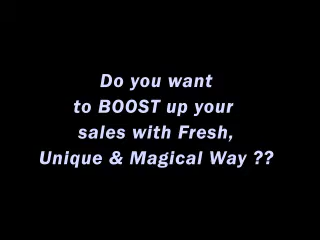 Do you want
to BOOST up your
sales with Fresh,
Unique & Magical Way ??